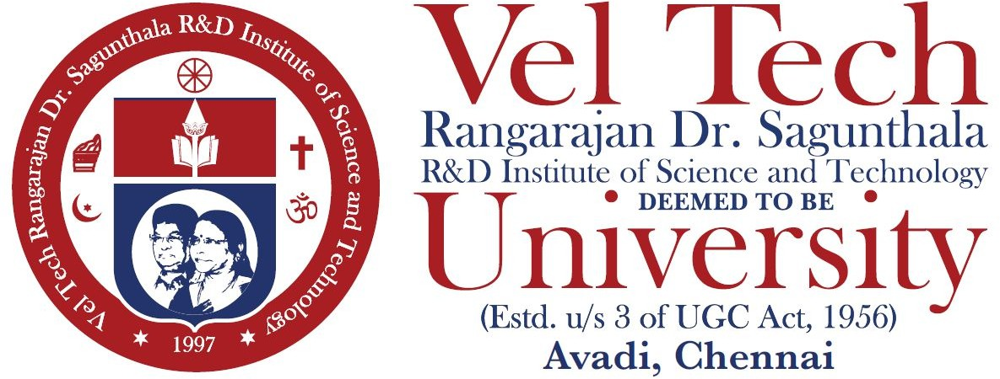 Vel Tech Rangarajan Dr. Sagunthala R&D Institute of Science and Technology
1997
Vel Tech
Rangarajan Dr. Sagunthala
R&D Institute of Science and Technology
DEEMED TO BE
University
(Estd. u/s 3 of UGC Act, 1956)
Avadi, Chennai
ॐ